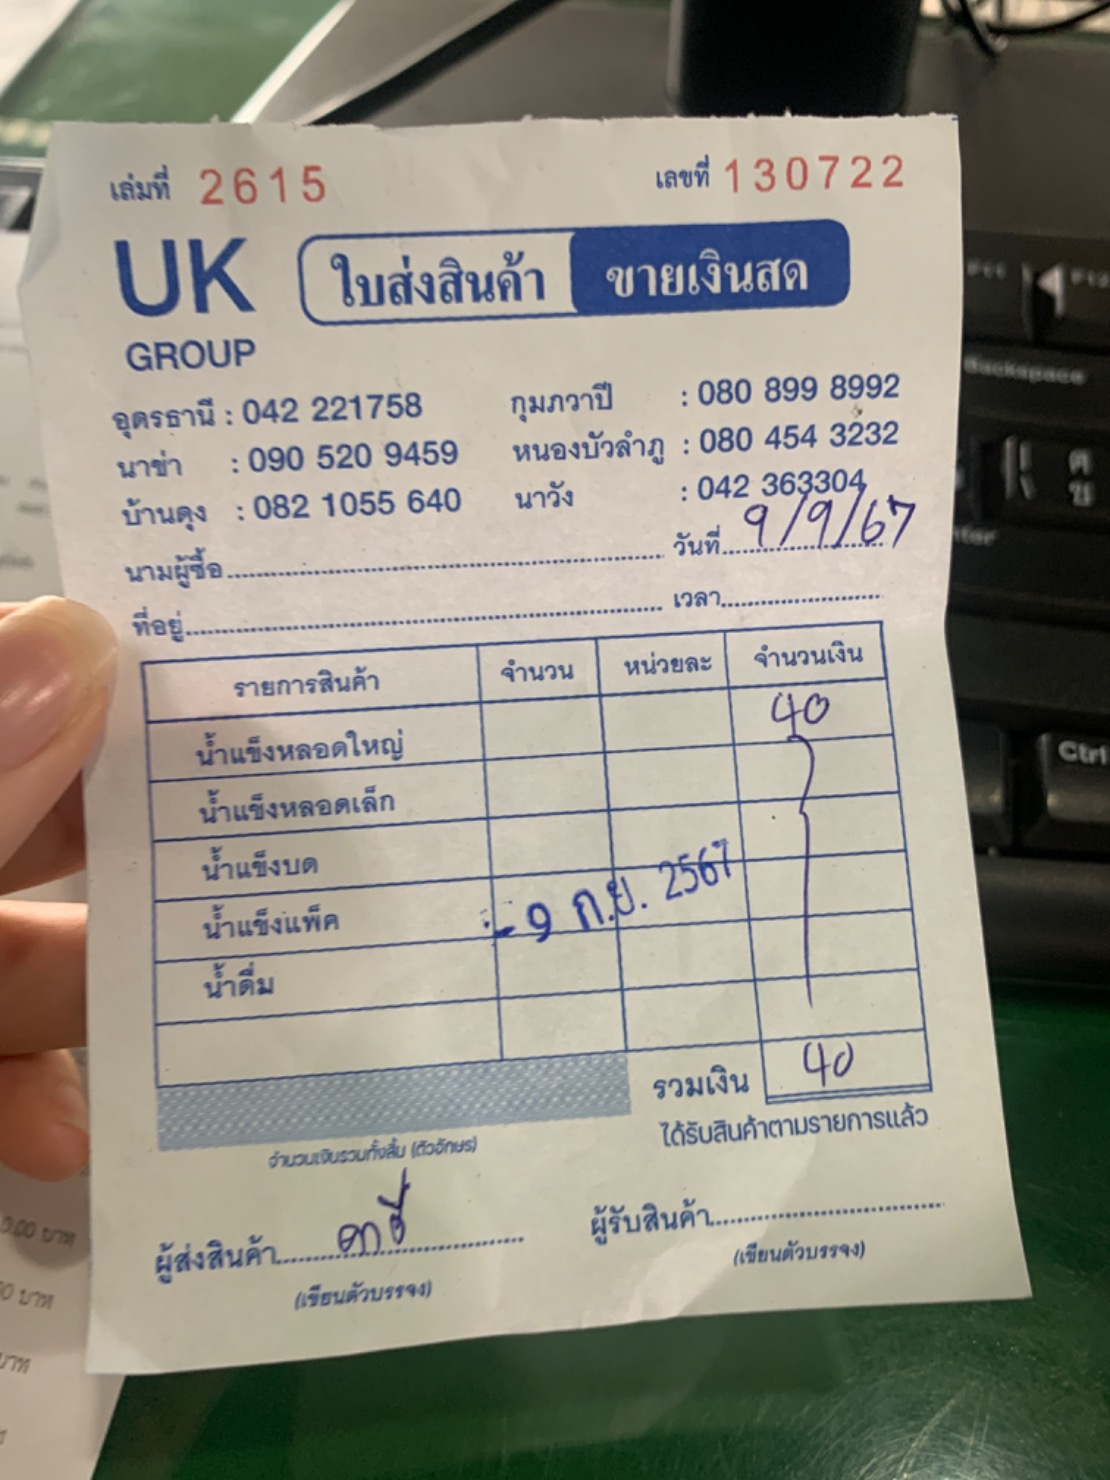 เล่มที่ 2615 เลขที่ 130722
UK GROUP ใบส่งสินค้า ขายเงินสด
อุดรธานี : 042 221758 กุมภวาปี : 080 899 8992
นาข่า : 090 520 9459 หนองบัวลำภู : 080 454 3232
บ้านดุง : 082 1055 640 นาวัง : 042 363304
นามผู้ซื้อ วันที่ 9/9/67
ที่อยู่ เวลา
รายการสินค้า จำนวน หน่วยละ จำนวนเงิน
น้ำแข็งหลอดใหญ่ 40
น้ำแข็งหลอดเล็ก
น้ำแข็งบด
น้ำแข็งแพ็ค - 9 ก.ย. 2567
น้ำดื่ม
รวมเงิน 40
จำนวนเงินรวมทั้งสิ้น (ตัวอักษร) ได้รับสินค้าตามรายการแล้ว
ผู้ส่งสินค้า ผู้รับสินค้า
(เขียนตัวบรรจง) (เขียนตัวบรรจง)
Backspace
Ctrl